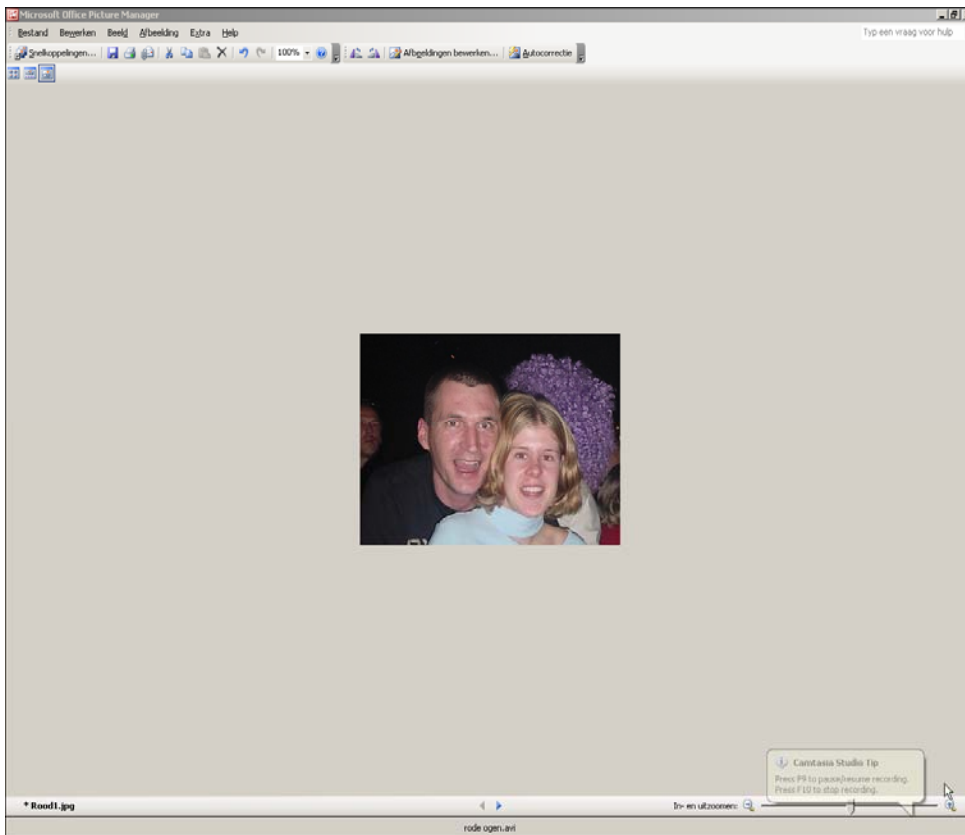 Microsoft Office Picture Manager
Bestand Bewerken Beeld Afbeelding Extra Help
Typ een vraag voor hulp
Snelkoppelingen... 100% Afbeeldingen bewerken... Autocorrectie
Camtasia Studio Tip
Press F9 to pause/resume recording.
Press F10 to stop recording.
* Rood1.jpg
In- en uitzoomen:
rode ogen.avi